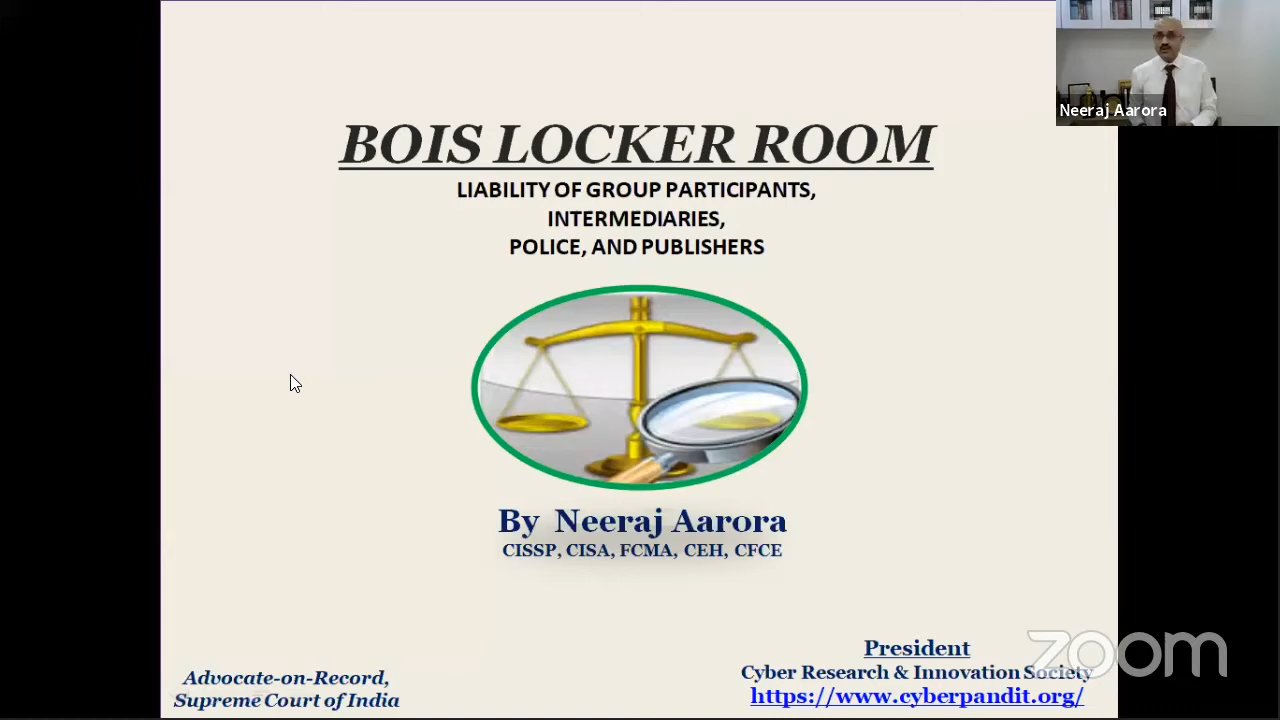 Neeraj Aarora
BOIS LOCKER ROOM
LIABILITY OF GROUP PARTICIPANTS,
INTERMEDIARIES,
POLICE, AND PUBLISHERS
By Neeraj Aarora
CISSP, CISA, FCMA, CEH, CFCE
Advocate-on-Record,
Supreme Court of India
President
Cyber Research & Innovation Society
https://www.cyberpandit.org/
zoom